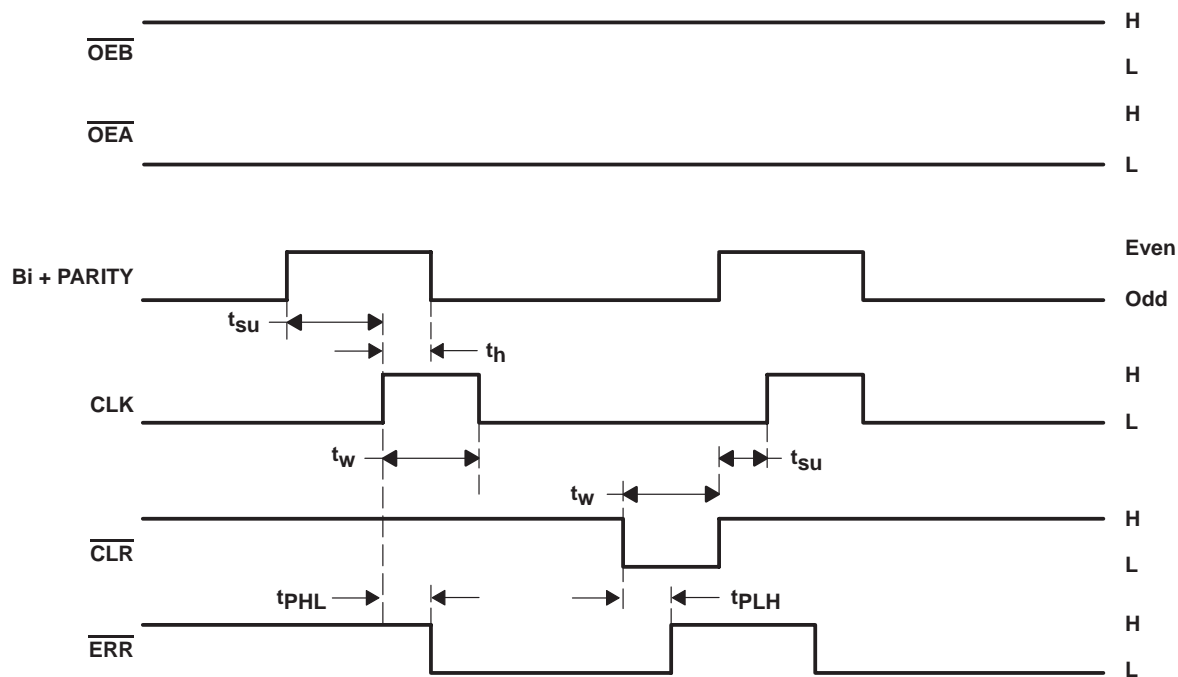 H
OEB
L
H
OEA
L
Even
Bi + PARITY
Odd
tsu
th
H
CLK
L
tw
tsu
tw
H
CLR
L
tPHL
tPLH
H
ERR
L